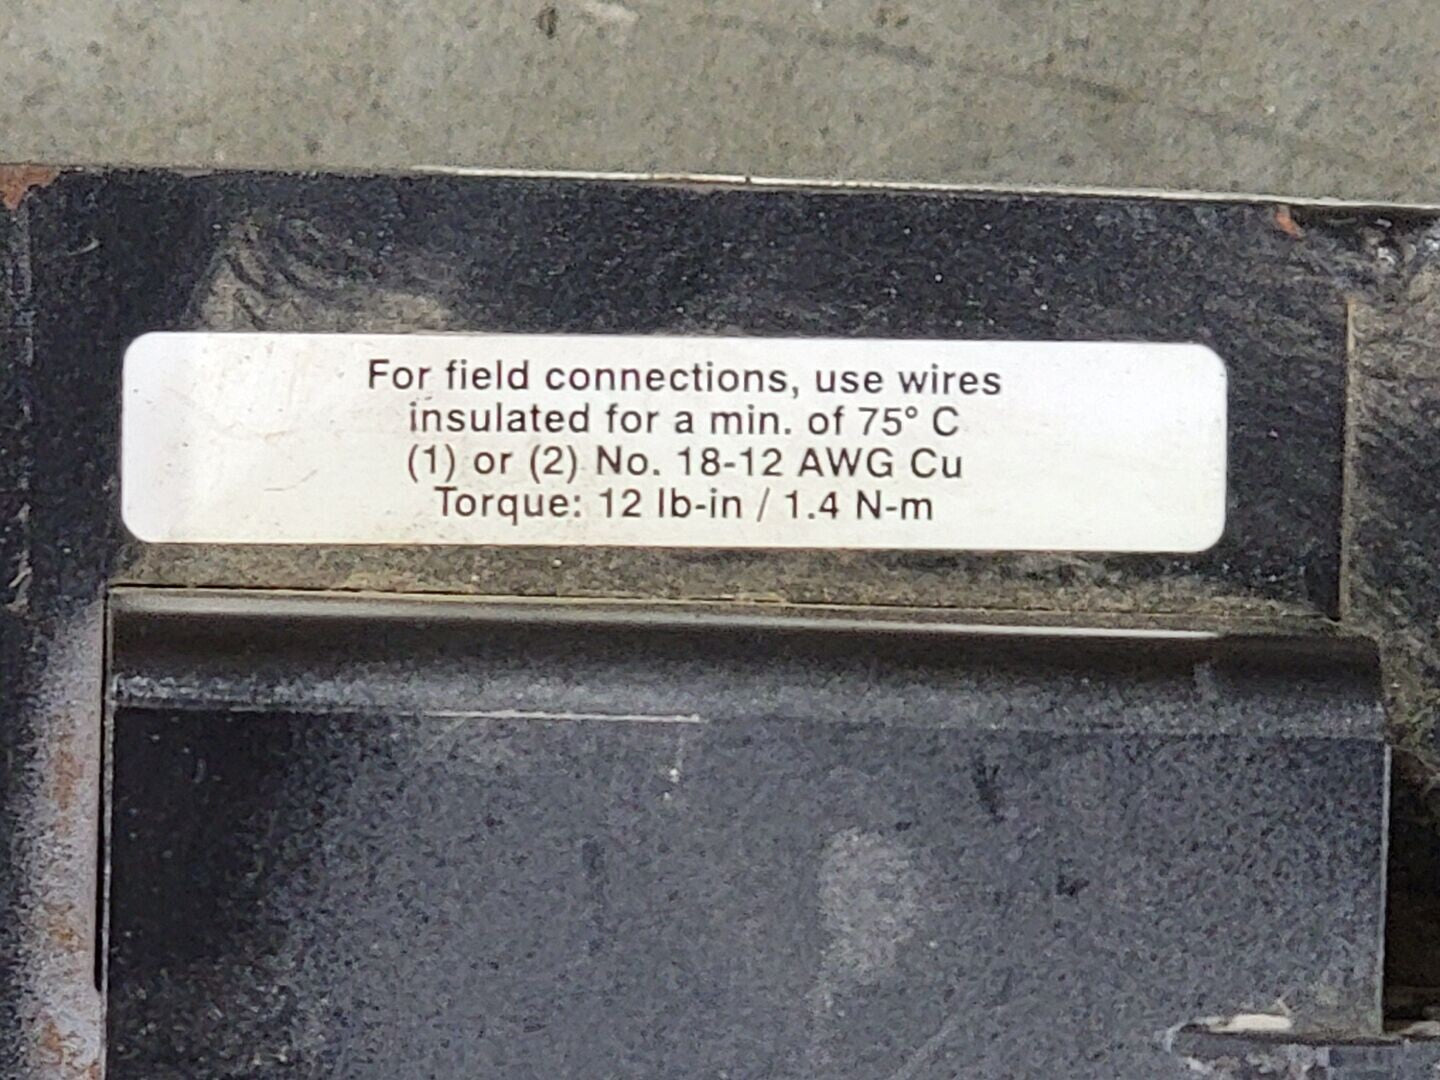 For field connections, use wires
insulated for a min. of 75° C
(1) or (2) No. 18-12 AWG Cu
Torque: 12 lb-in / 1.4 N-m